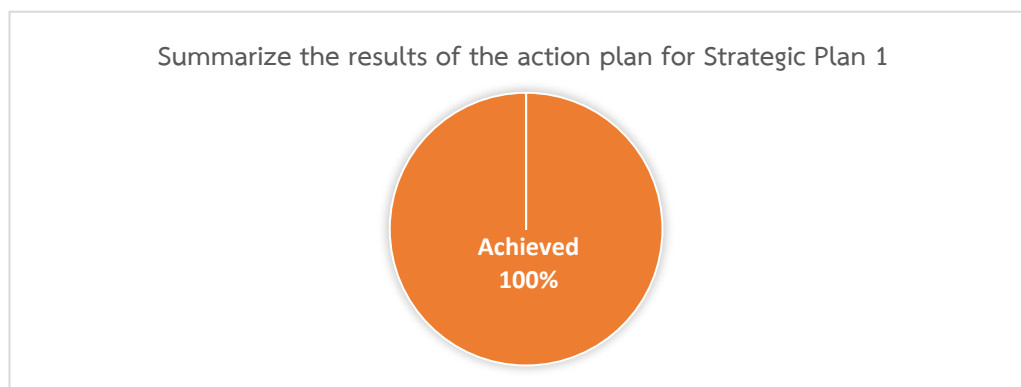 Summarize the results of the action plan for Strategic Plan 1
Achieved
100%